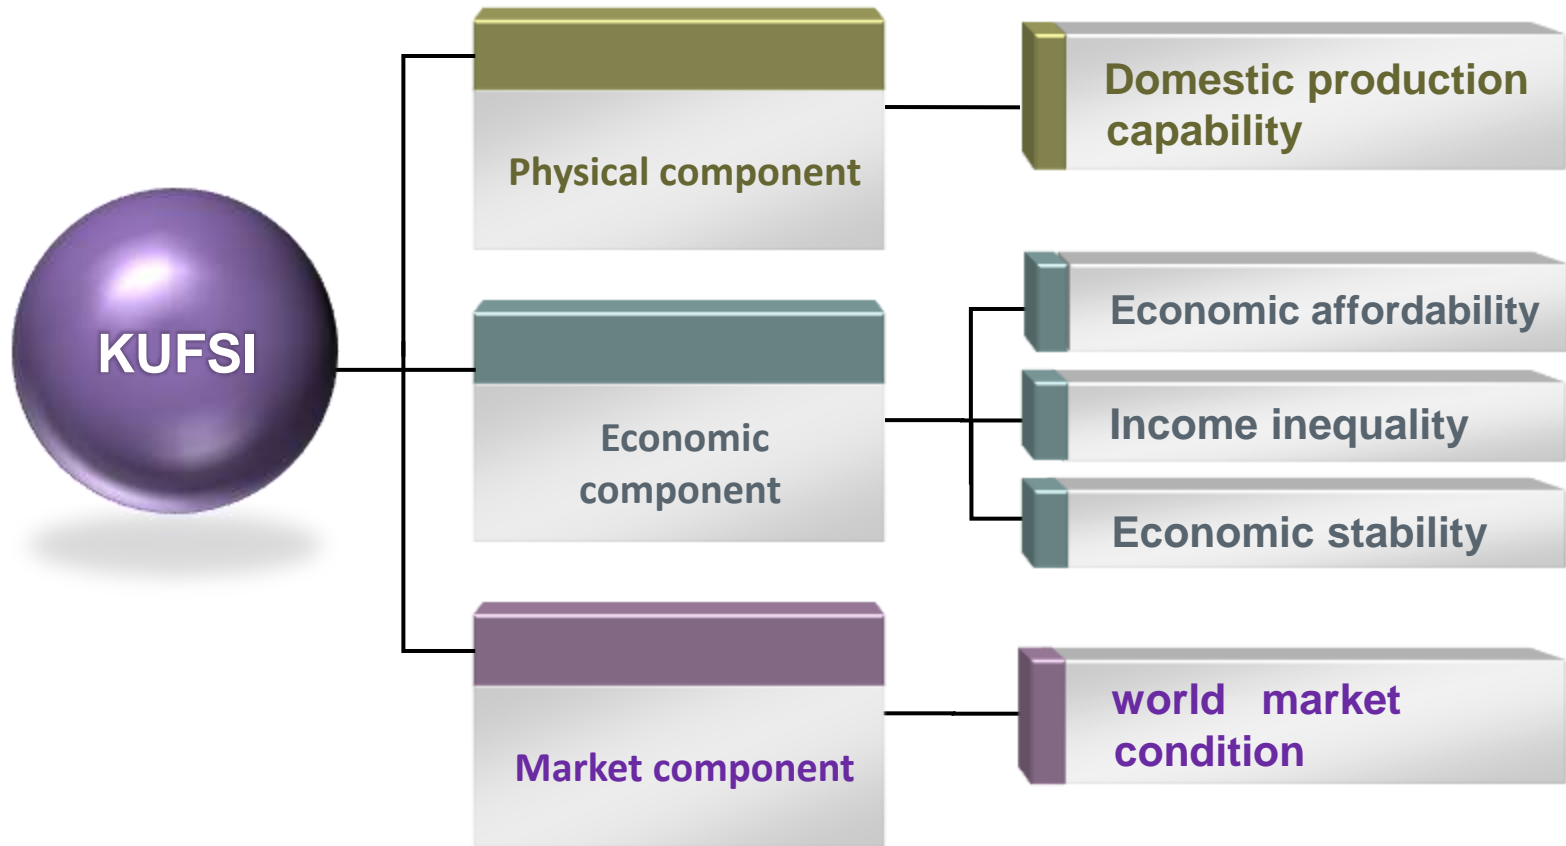 KUFSI
Physical component
Domestic production
capability
Economic
component
Economic affordability
Income inequality
Economic stability
Market component
world market
condition